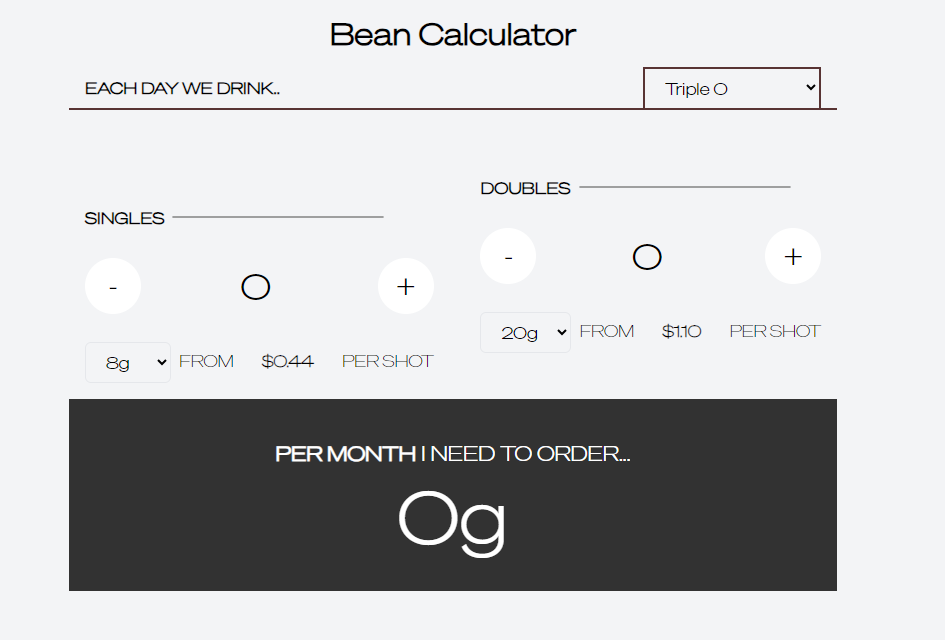 Bean Calculator
EACH DAY WE DRINK..
Triple O
DOUBLES
SINGLES
- 0 +
- 0 +
20g FROM $1.10 PER SHOT
8g FROM $0.44 PER SHOT
PER MONTH I NEED TO ORDER...
0g